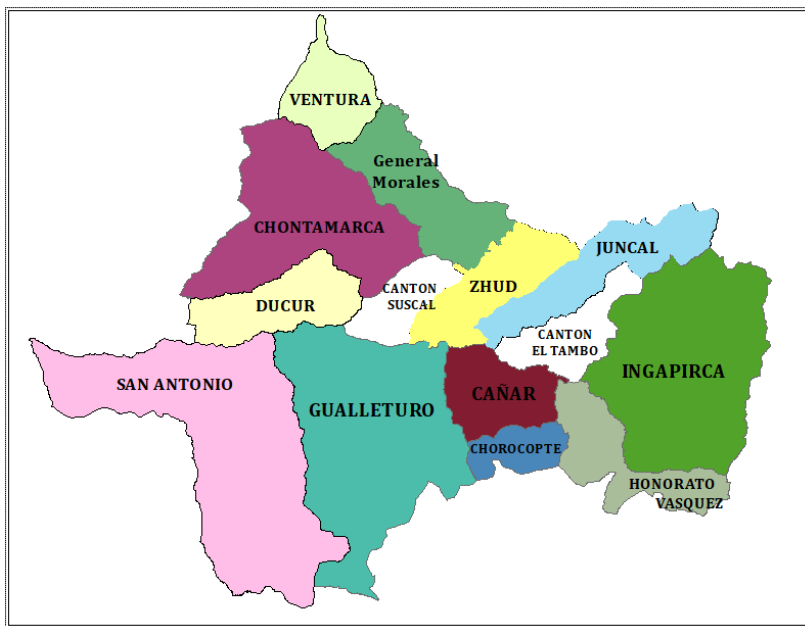 VENTURA
General
Morales
CHONTAMARCA
JUNCAL
ZHUD
CANTON
SUSCAL
DUCUR
CANTON
EL TAMBO
INGAPIRCA
SAN ANTONIO
CAÑAR
GUALLETURO
CHOROCOPTE
HONORATO
VASQUEZ